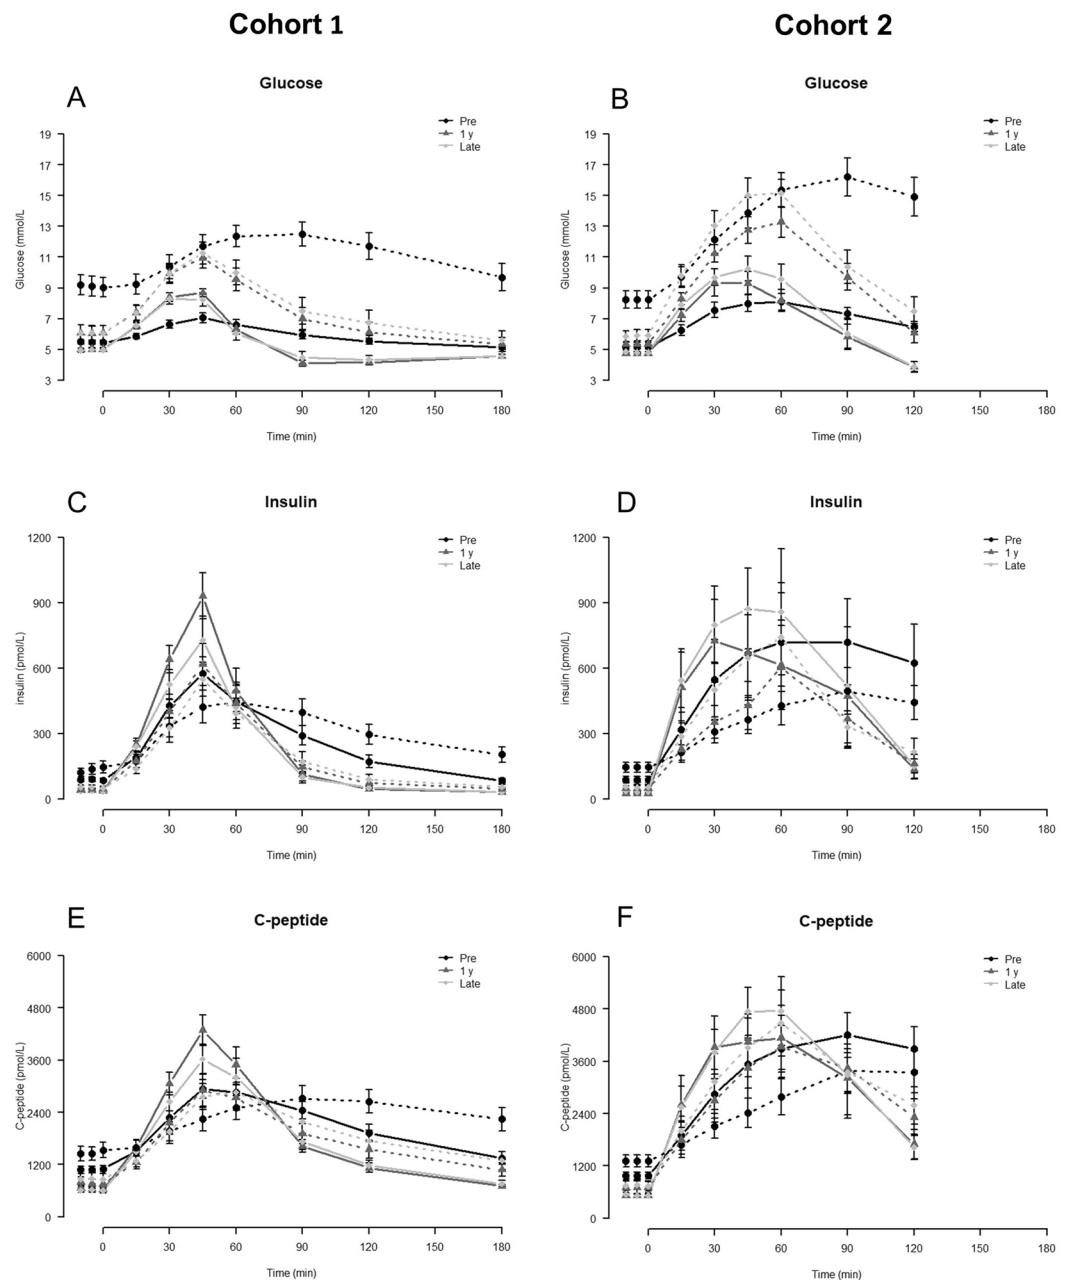 Cohort 1
Cohort 2
A
Glucose
Pre
1 y
Late
19
17
15
13
11
9
7
5
3
Glucose (mmol/L)
0 30 60 90 120 150 180
Time (min)
B
Glucose
Pre
1 y
Late
19
17
15
13
11
9
7
5
3
Glucose (mmol/L
0 30 60 90 120 150 180
Time (min)
C
Insulin
Pre
1 y
Late
1200
900
600
300
0
insulin (pmol/L)
0 30 60 90 120 150 180
Time (min)
D
Insulin
Pre
1 y
Late
1200
900
600
300
0
insulin (pmol/L)
0 30 60 90 120 150 180
Time (min)
E
C-peptide
Pre
1 y
Late
6000
4800
3600
2400
1200
0
C-peptide (pmol/L)
0 30 60 90 120 150 180
Time (min)
F
C-peptide
Pre
1 y
Late
6000
4800
3600
2400
1200
0
C-peptide (pmol/L)
0 30 60 90 120 150 180
Time (min)